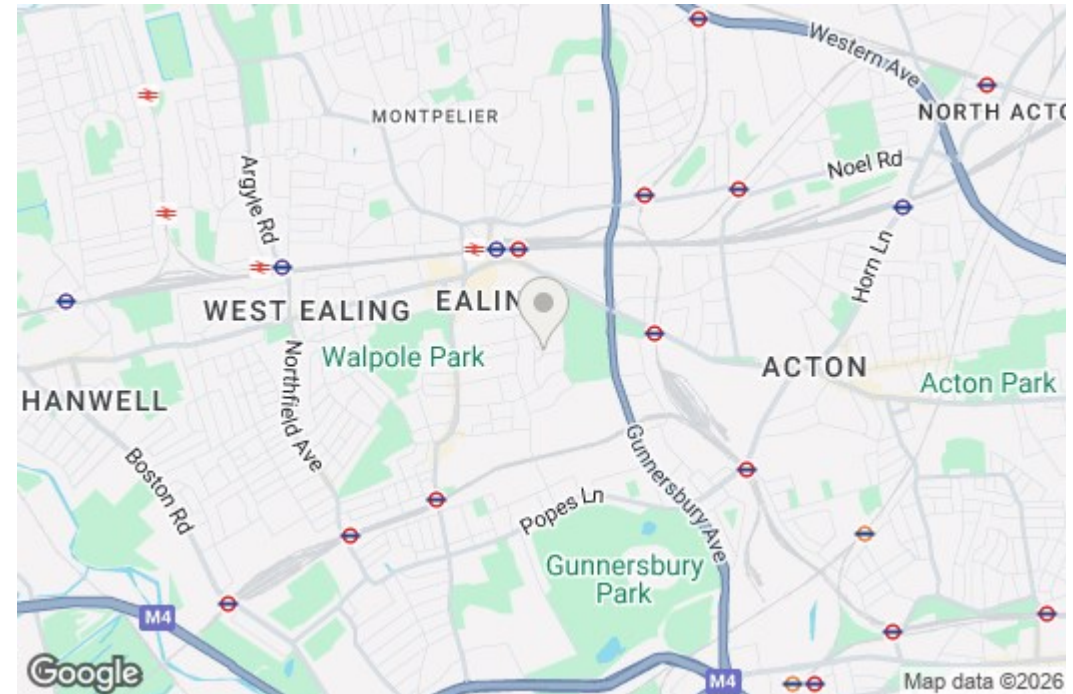 Western Ave
NORTH ACTO
MONTPELIER
Noel Rd
Argyle Rd
Horn Ln
WEST EALING
EALIN
Walpole Park
ACTON
Acton Park
HANWELL
Northfield Ave
Gunnersbury Ave
Boston Rd
Popes Ln
Gunnersbury
Park
M4
M4
Google
Map data ©2026